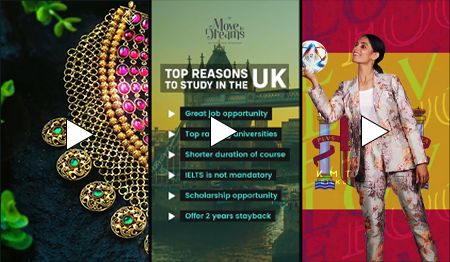 Move
Dreams
TOP REASONS
TO STUDY IN THE UK
Great job opportunity
Top universities
Shorter duration of course
IELTS is not mandatory
Scholarship opportunity
Offer 2 years stayback